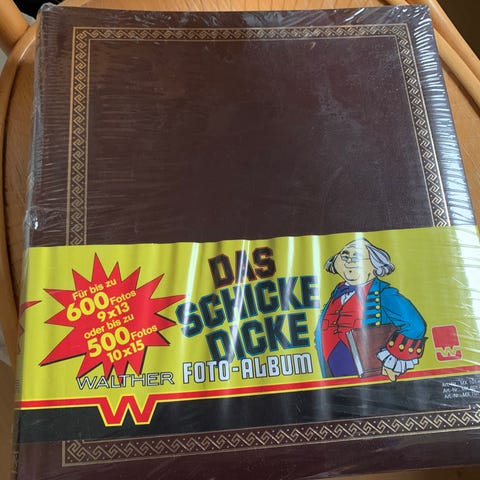 Für bis zu
600 Fotos
9x13
oder bis zu
500 Fotos
10x15
DAS
SCHICKE
DICKE
FOTO-ALBUM
WALTHER